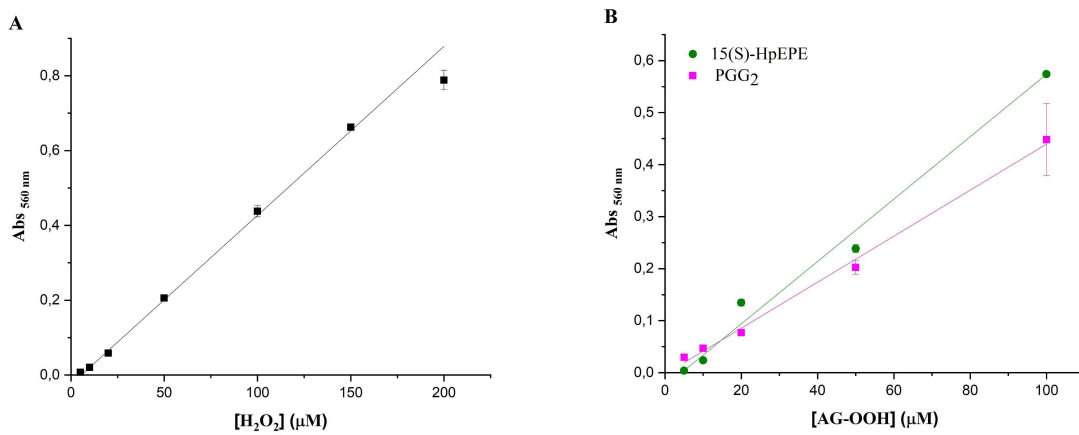 A
0,8
0,6
0,4
0,2
0,0
0 50 100 150 200
Abs 560 nm
[H₂O₂] (μM)
B
15(S)-HpEPE
PGG₂
0,6
0,5
0,4
0,3
0,2
0,1
0,0
0 20 40 60 80 100
Abs 560 nm
[AG-OOH] (μM)